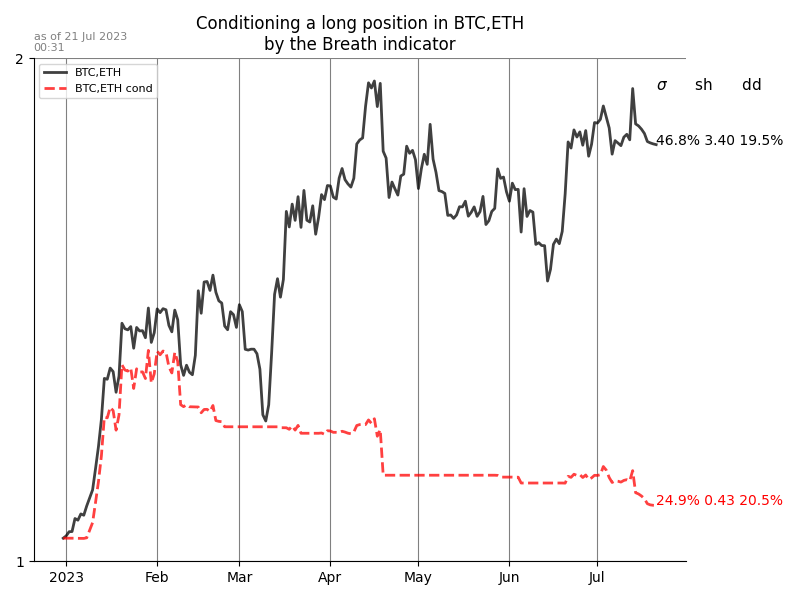 Conditioning a long position in BTC,ETH
by the Breath indicator
as of 21 Jul 2023
00:31
2
BTC,ETH
BTC,ETH cond
σ sh dd
46.8% 3.40 19.5%
24.9% 0.43 20.5%
1
2023 Feb Mar Apr May Jun Jul